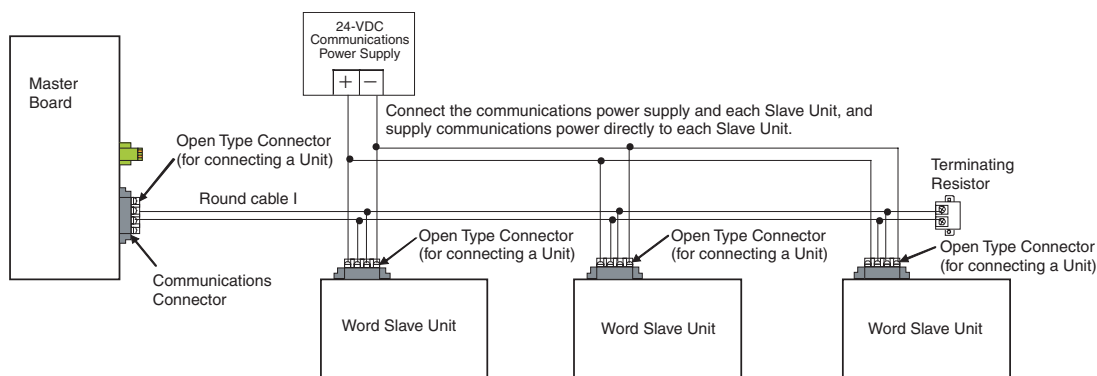 24-VDC
Communications
Power Supply
+ −
Master
Board
Connect the communications power supply and each Slave Unit, and
supply communications power directly to each Slave Unit.
Open Type Connector
(for connecting a Unit)
Terminating
Resistor
Round cable I
Open Type Connector
(for connecting a Unit)
Open Type Connector
(for connecting a Unit)
Open Type Connector
(for connecting a Unit)
Communications
Connector
Word Slave Unit
Word Slave Unit
Word Slave Unit